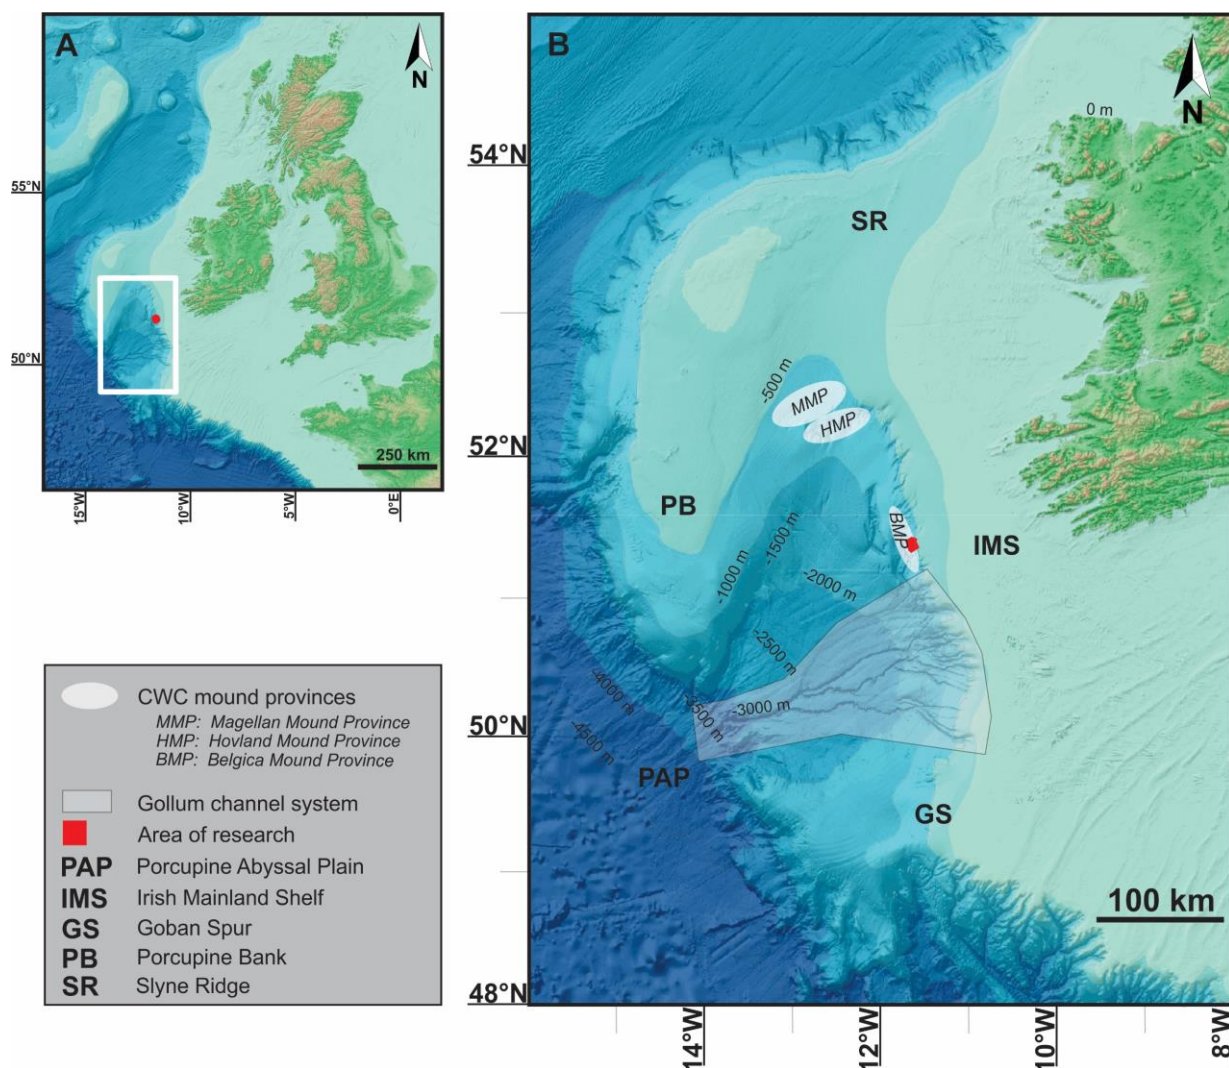 A
N
55°N
50°N
250 km
15°W
10°W
5°W
0°E
CWC mound provinces
MMP: Magellan Mound Province
HMP: Hovland Mound Province
BMP: Belgica Mound Province
Gollum channel system
Area of research
PAP Porcupine Abyssal Plain
IMS Irish Mainland Shelf
GS Goban Spur
PB Porcupine Bank
SR Slyne Ridge
B
N
0 m
54°N
SR
-500 m
MMP
HMP
52°N
PB
BMP
IMS
-1500 m
-1000 m
-2000 m
-2500 m
-4000 m
-3500 m
-3000 m
-4500 m
50°N
PAP
GS
100 km
48°N
14°W
12°W
10°W
8°W